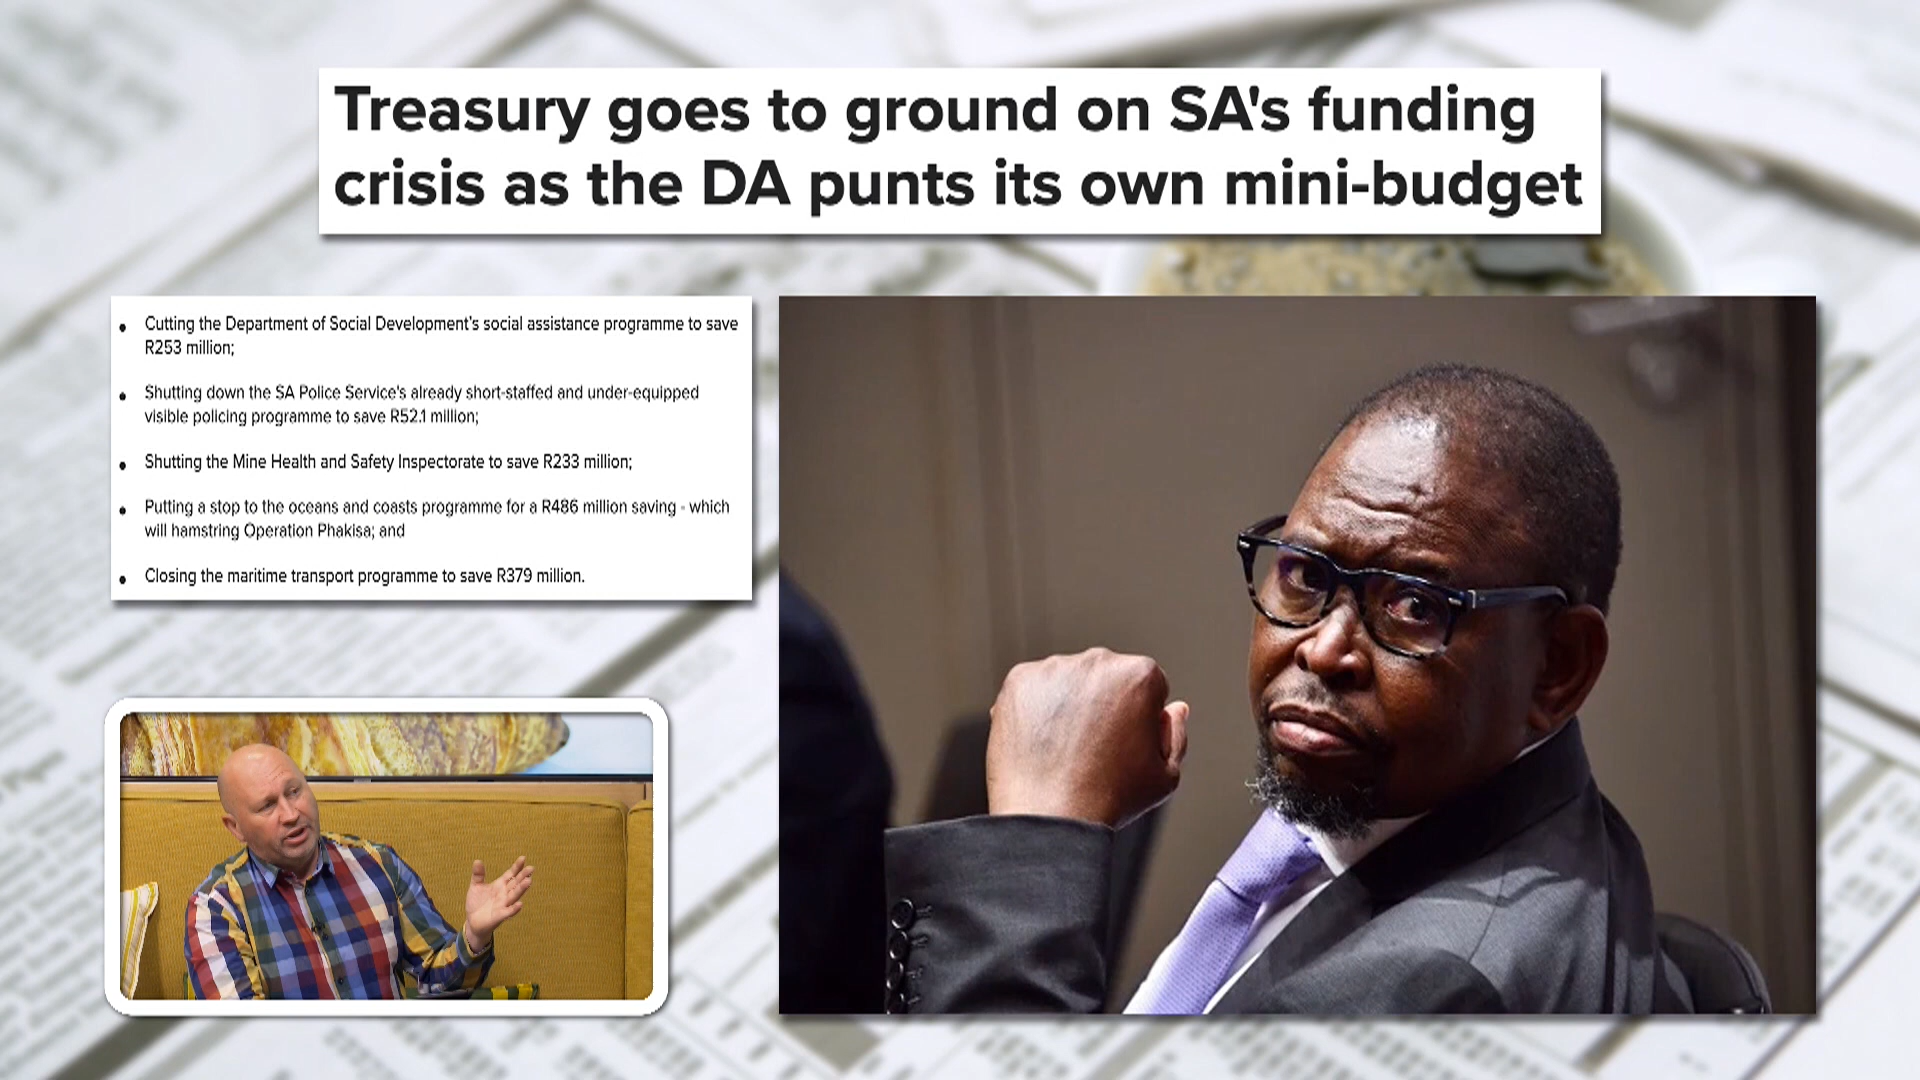 Treasury goes to ground on SA's funding
crisis as the DA punts its own mini-budget
• Cutting the Department of Social Development's social assistance programme to save
R253 million;
• Shutting down the SA Police Service's already short-staffed and under-equipped
visible policing programme to save R52.1 million;
• Shutting the Mine Health and Safety Inspectorate to save R233 million;
• Putting a stop to the oceans and coasts programme for a R486 million saving - which
will hamstring Operation Phakisa; and
• Closing the maritime transport programme to save R379 million.